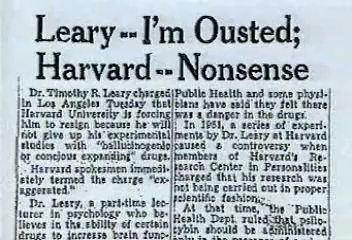 Leary -- I'm Ousted;
Harvard -- Nonsense
Dr. Timothy R. Leary charged
in Los Angeles Tuesday that
Harvard University is forcing
him to resign because he will
not give up his experimental
studies with "hallucinogenic
or concious expanding" drugs.
Harvard spokesmen immedi-
ately termed the charge "ex-
aggerated."
Dr. Leary, a part-time lec-
turer in psychology who be-
lieves in the ability of certain
drugs to increase brain func-
Public Health and some physi-
cians have said they felt there
was a danger in the drugs.
In 1961, a series of experi-
ments by Dr. Leary at Harvard
caused a controversy when
members of Harvard's Re-
search Center in Personalities
charged that his research was
not being carried out in proper
scientific fashion.
At that time, the Public
Health Dept. ruled that psilo-
cybin should be administered